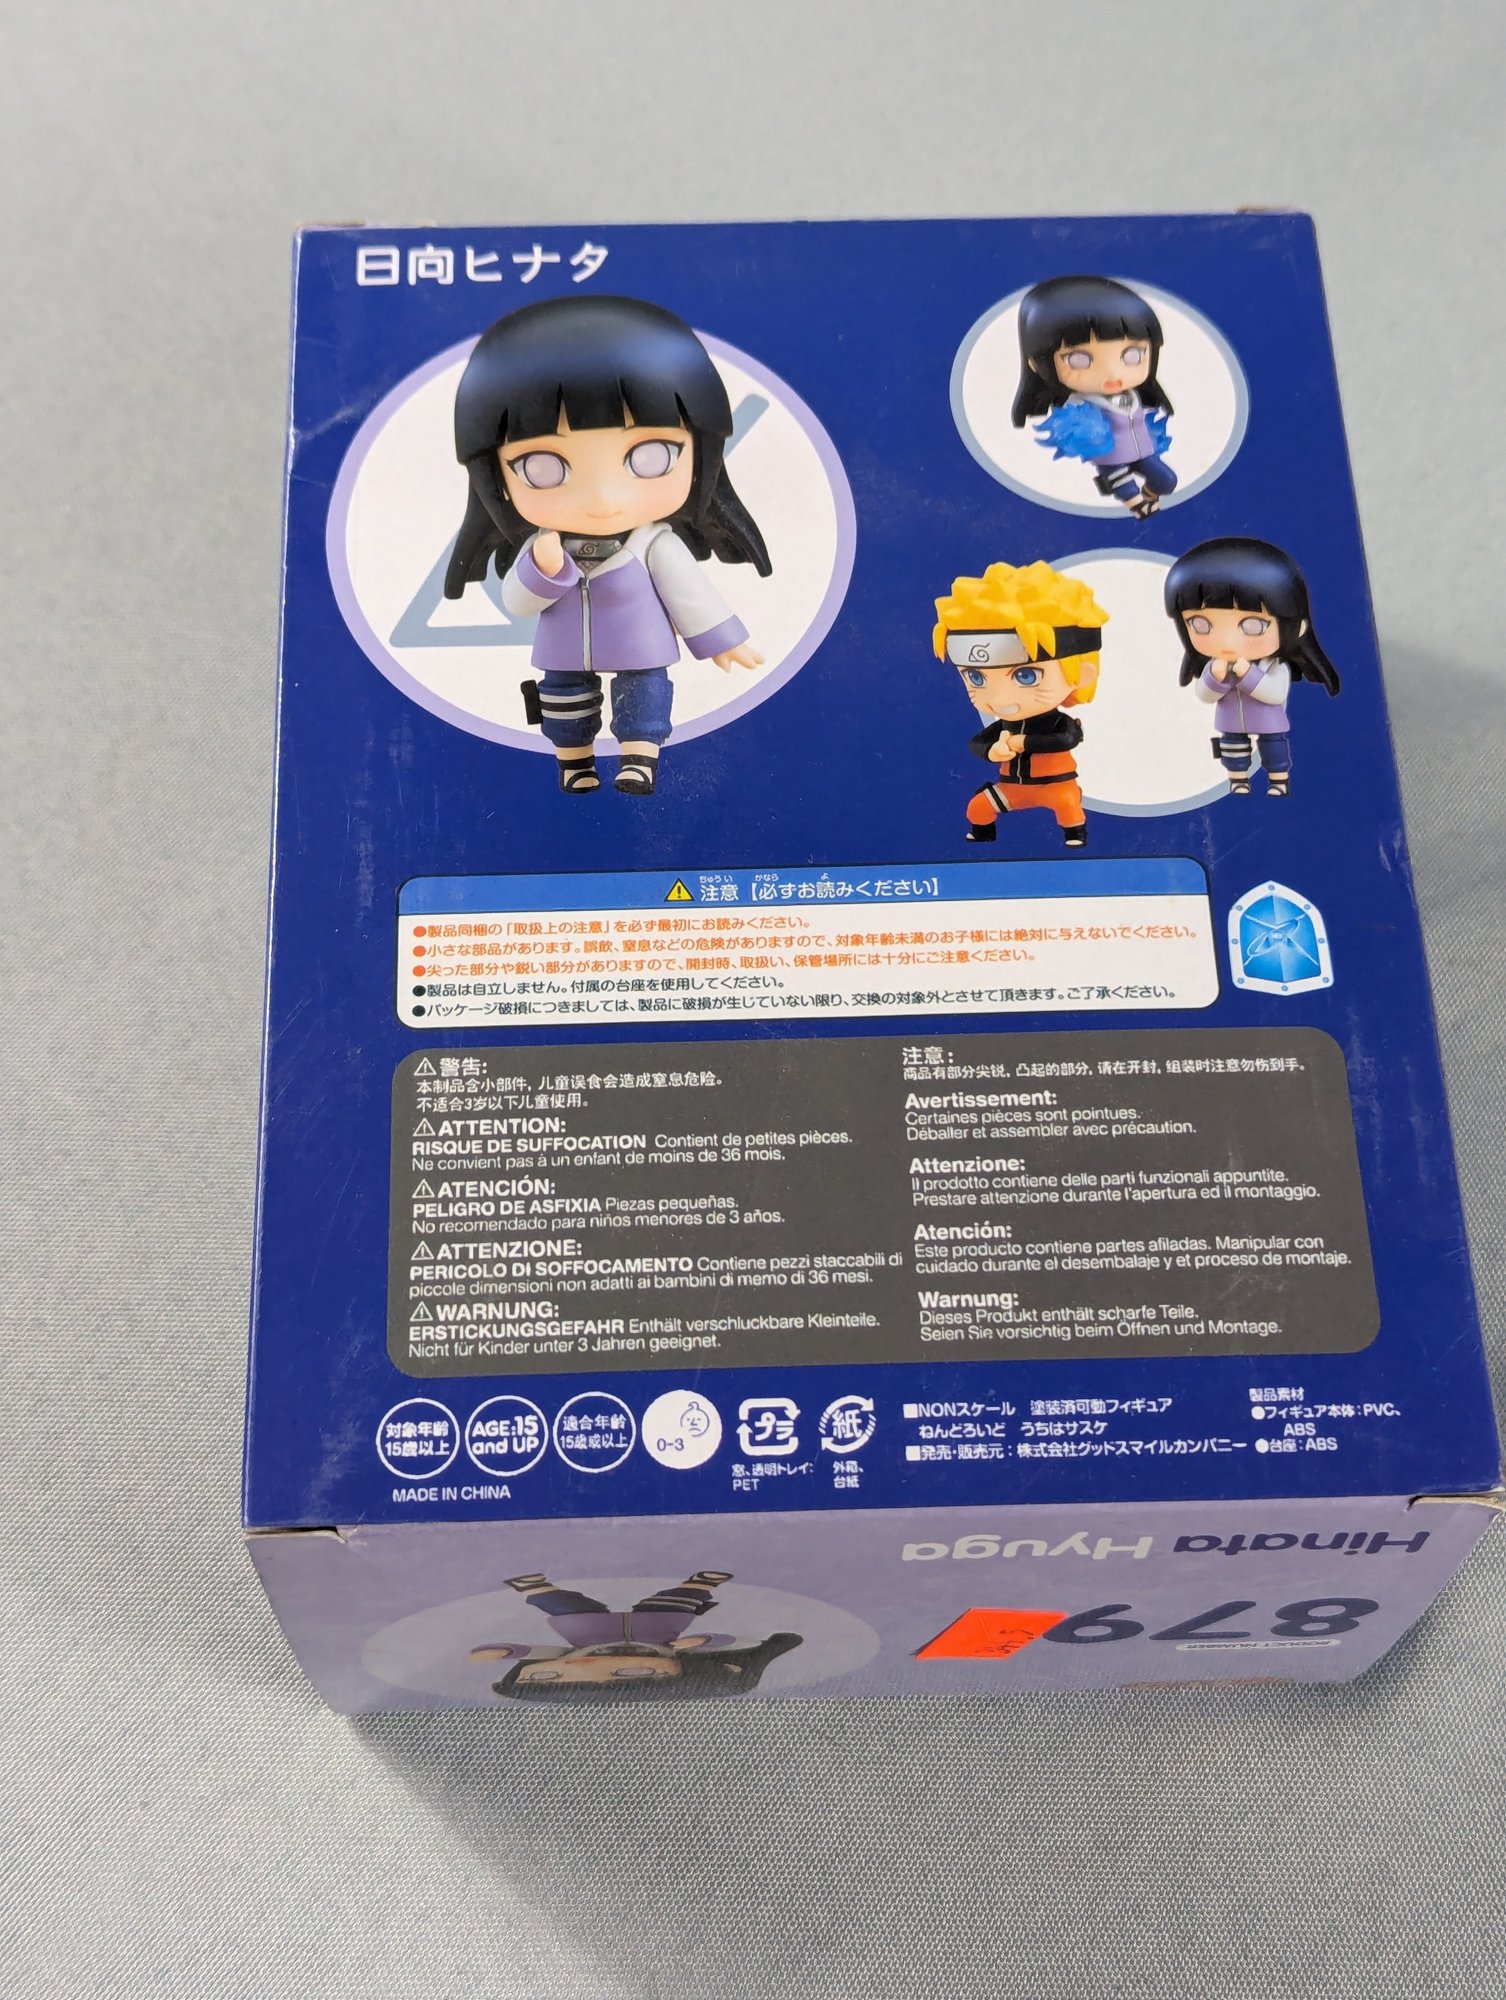 日向ヒナタ
注意【必ずお読みください】
●製品同梱の「取扱上の注意」を必ず最初にお読みください。
●小さな部品があります。誤飲、窒息などの危険がありますので、対象年齢未満のお子様には絶対に与えないでください。
●尖った部分や鋭い部分がありますので、開封時、取扱い、保管場所には十分にご注意ください。
●製品は自立しません。付属の台座を使用してください。
●パッケージ破損につきましては、製品に破損が生じていない限り、交換の対象外とさせて頂きます。ご了承ください。
⚠警告:
本制品含小部件，儿童误食会造成窒息危险。
不适合3岁以下儿童使用。
⚠ATTENTION:
RISQUE DE SUFFOCATION Contient de petites pièces.
Ne convient pas à un enfant de moins de 36 mois.
⚠ATENCIÓN:
PELIGRO DE ASFIXIA Piezas pequeñas.
No recomendado para niños menores de 3 años.
⚠ATTENZIONE:
PERICOLO DI SOFFOCAMENTO Contiene pezzi staccabili di
piccole dimensioni non adatti ai bambini di memo di 36 mesi.
⚠WARNUNG:
ERSTICKUNGSGEFAHR Enthält verschluckbare Kleinteile.
Nicht für Kinder unter 3 Jahren geeignet.
注意:
商品有部分尖锐，凸起的部分，请在开封，组装时注意勿伤到手。
Avertissement:
Certaines pièces sont pointues.
Déballer et assembler avec précaution.
Attenzione:
Il prodotto contiene delle parti funzionali appuntite.
Prestare attenzione durante l'apertura ed il montaggio.
Atención:
Este producto contiene partes afiladas. Manipular con
cuidado durante el desembalaje y et proceso de montaje.
Warnung:
Dieses Produkt enthält scharfe Teile.
Seien Sie vorsichtig beim Öffnen und Montage.
対象年齢
15歳以上
AGE:15
and UP
適合年齡
15歲或以上
0-3
プラ
窓、透明トレイ:
PET
紙
外箱、
台紙
■NONスケール 塗装済可動フィギュア
ねんどろいど うちはサスケ
■発売・販売元：株式会社グッドスマイルカンパニー
製品素材
●フィギュア本体：PVC、
ABS
●台座：ABS
MADE IN CHINA
Hinata Hyuga
879
PRODUCT NUMBER